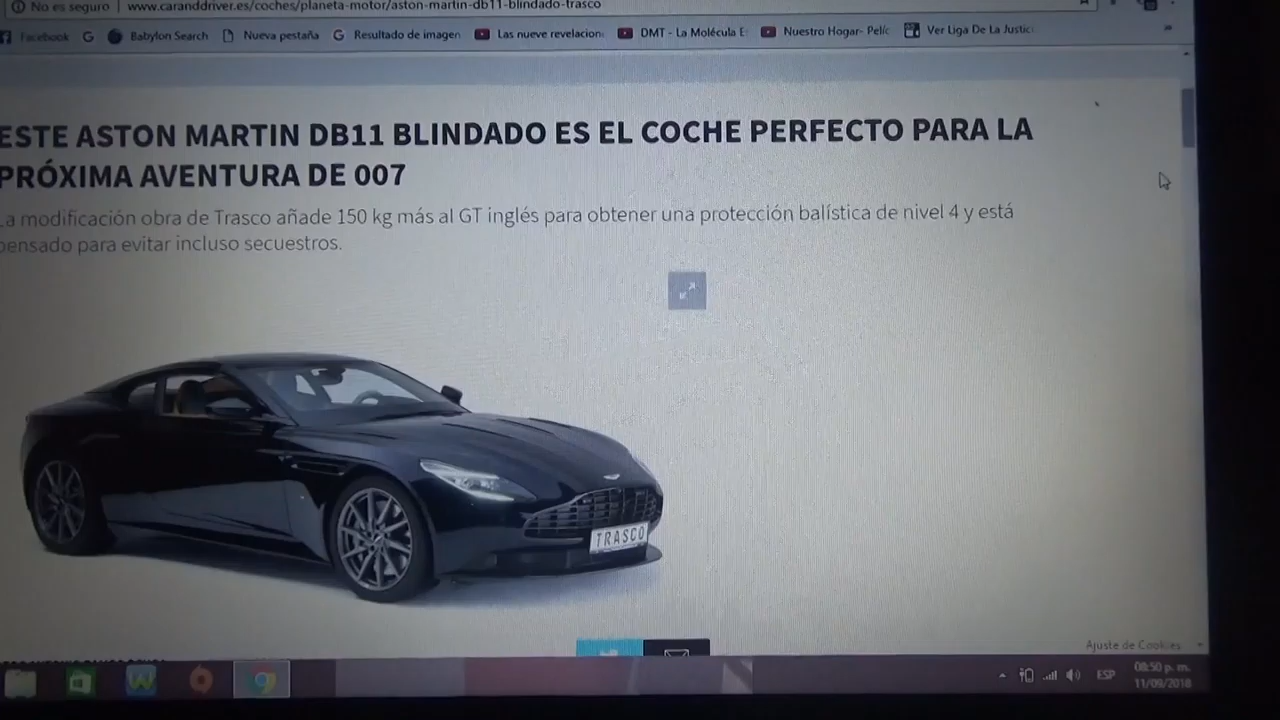 No es seguro | www.caranddriver.es/coches/planeta-motor/aston-martin-db11-blindado-trasco
Facebook Babylon Search Nueva pestaña Resultado de imagen Las nueve revelacion DMT - La Molécula E Nuestro Hogar- Pelíc Ver Liga De La Justici
ESTE ASTON MARTIN DB11 BLINDADO ES EL COCHE PERFECTO PARA LA
PRÓXIMA AVENTURA DE 007
La modificación obra de Trasco añade 150 kg más al GT inglés para obtener una protección balística de nivel 4 y está
pensado para evitar incluso secuestros.
TRASCO
Ajuste de Cookies
ESP
08:50 p. m.
11/09/2018